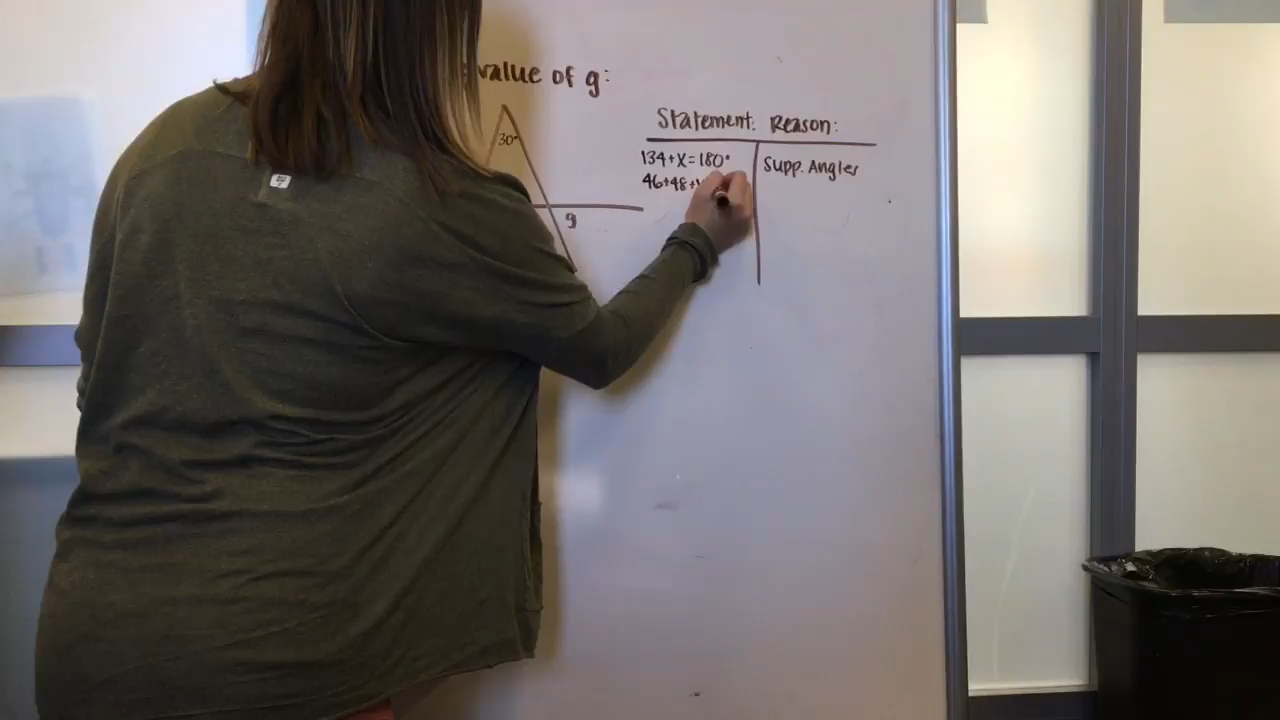 value of g:
30°
g
Statement: Reason:
134+x=180° Supp. Angles
46+48+